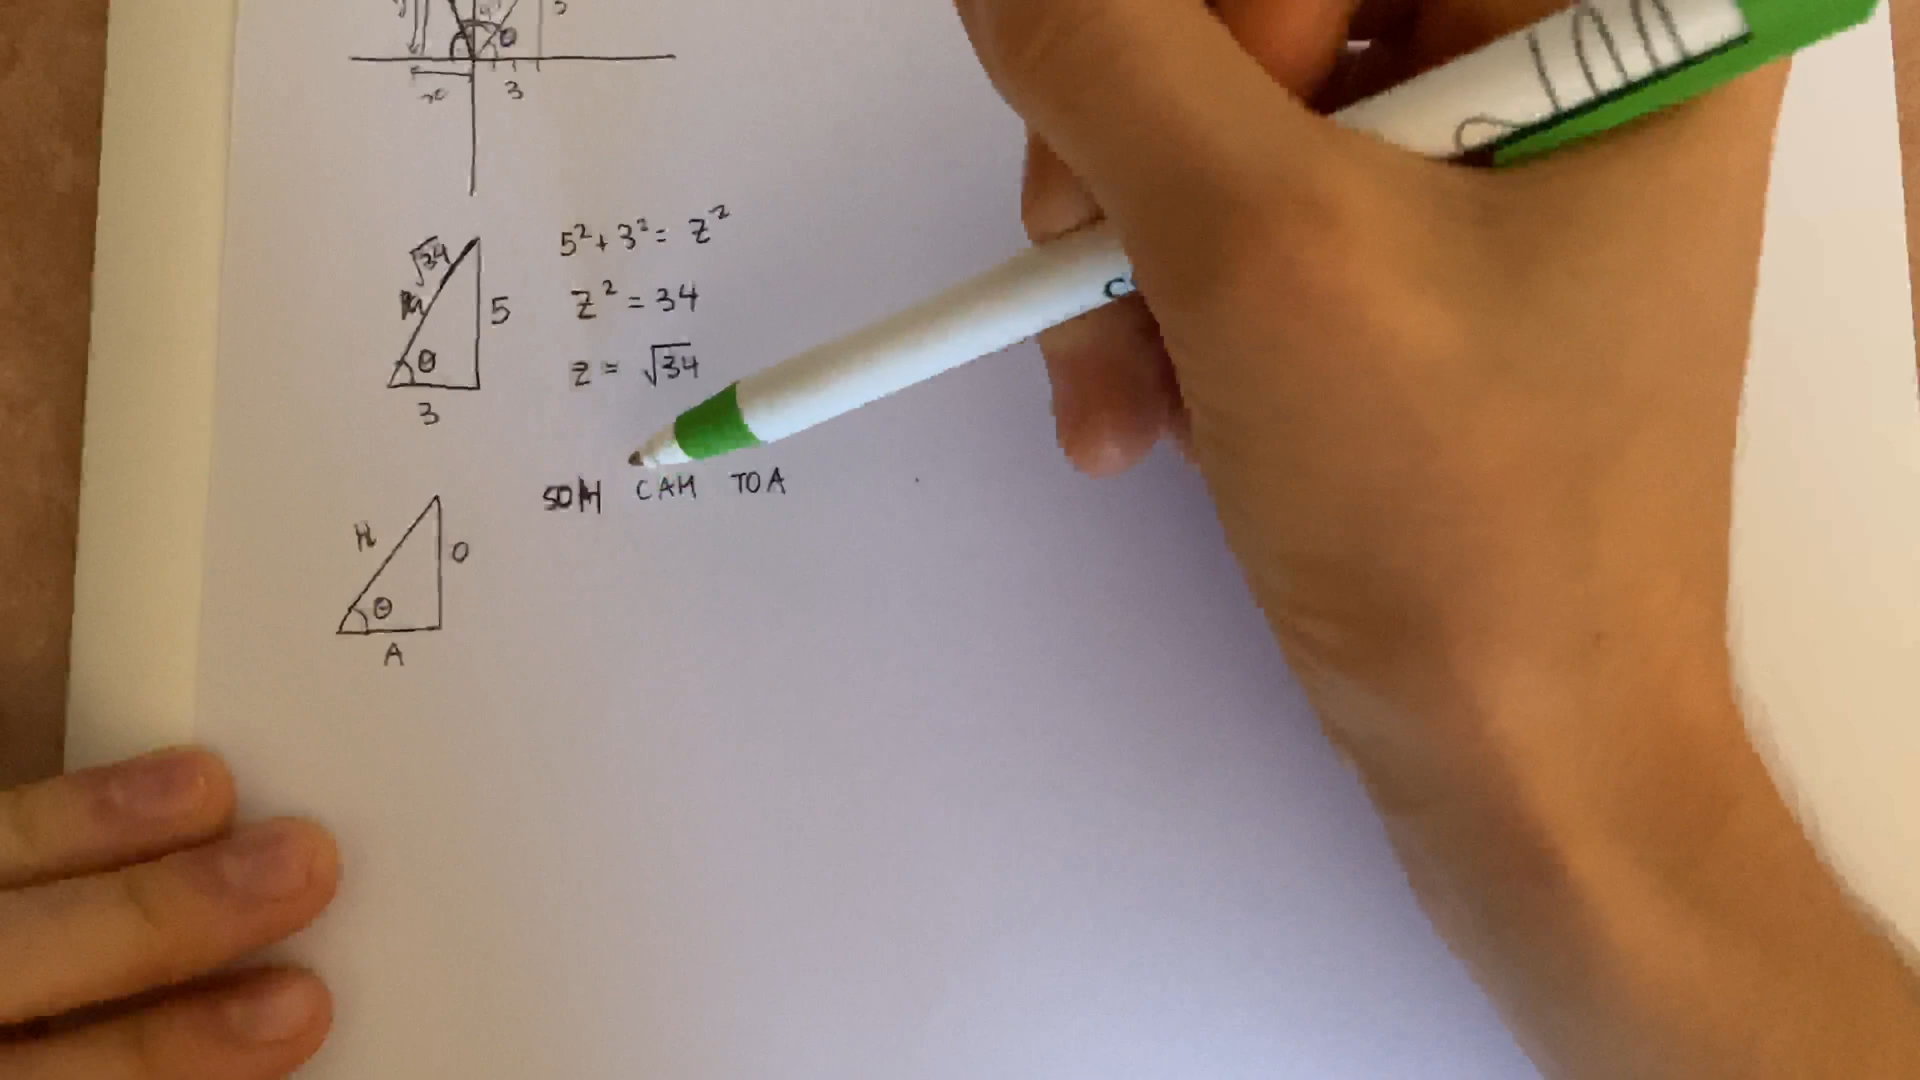 θ
3
√34
5² + 3² = z²
5
z² = 34
θ
z = √34
3
SOH CAH TOA
H
O
θ
A